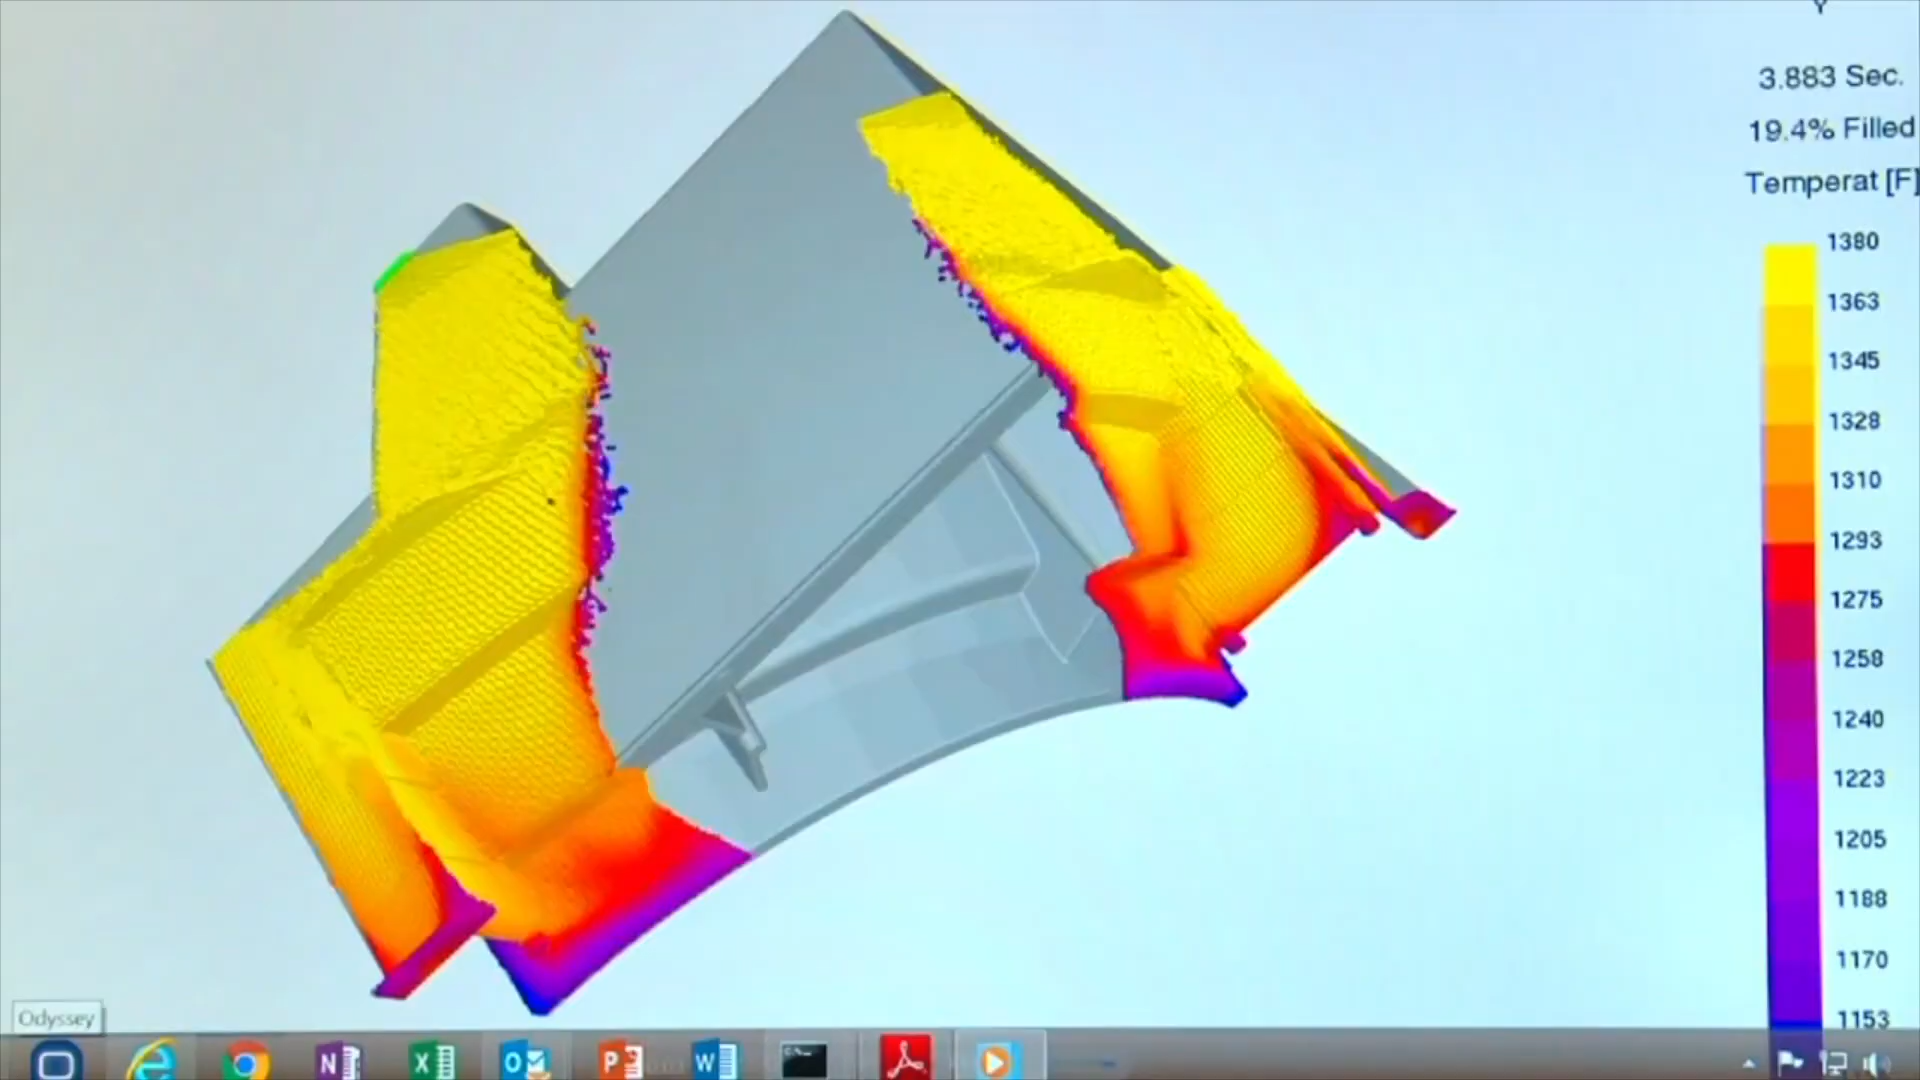 Y
3.883 Sec.
19.4% Filled
Temperat [F]
1380
1363
1345
1328
1310
1293
1275
1258
1240
1223
1205
1188
1170
1153
Odyssey
N
X
O
P
W